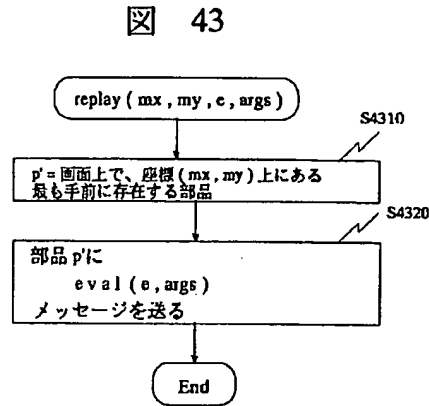 図 43
replay ( mx , my , e , args )
S4310
p' = 画面上で、座標 ( mx , my ) 上にある
最も手前に存在する部品
S4320
部品 p'に
eval ( e , args )
メッセージを送る
End